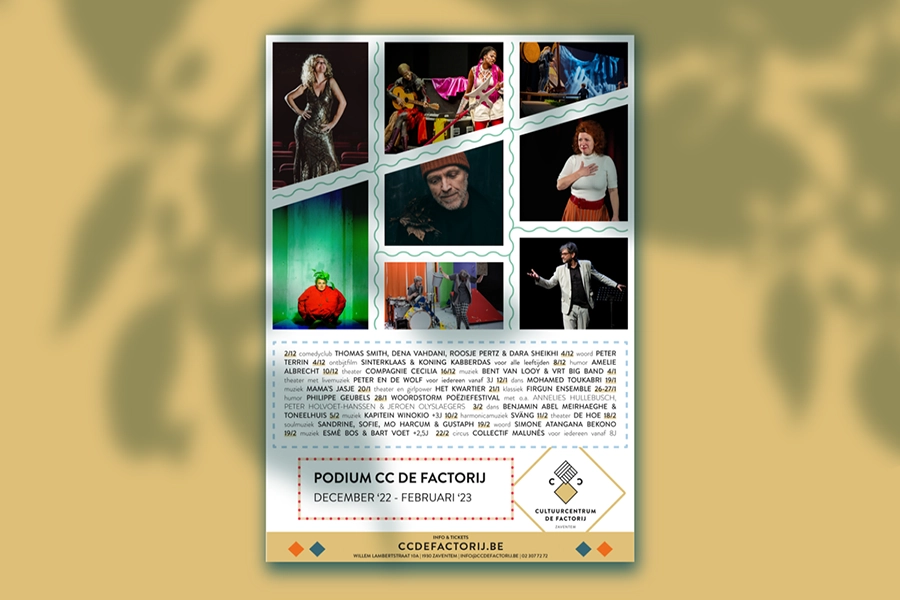 2/12 comedyclub THOMAS SMITH, DENA VAHDANI, ROOSJE PERTZ & DARA SHEIKHI 4/12 woord PETER
TERRIN 4/12 ontbijtfilm SINTERKLAAS & KONING KABBERDAS voor alle leeftijden 8/12 humor AMELIE
ALBRECHT 10/12 theater COMPAGNIE CECILIA 16/12 muziek BENT VAN LOOY & VRT BIG BAND 4/1
theater met livemuziek PETER EN DE WOLF voor iedereen vanaf 3J 12/1 dans MOHAMED TOUKABRI 19/1
muziek MAMA'S JASJE 20/1 theater en girlpower HET KWARTIER 21/1 klassiek FIRGUN ENSEMBLE 26-27/1
humor PHILIPPE GEUBELS 28/1 WOORDSTORM POËZIEFESTIVAL met o.a. ANNELIES HULLEBUSCH,
PETER HOLVOET-HANSSEN & JEROEN OLYSLAEGERS 3/2 dans BENJAMIN ABEL MEIRHAEGHE &
TONEELHUIS 5/2 muziek KAPITEIN WINOKIO +3J 10/2 harmonicamuziek SVÄNG 11/2 theater DE HOE 18/2
soulmuziek SANDRINE, SOFIE, MO HARCUM & GUSTAPH 19/2 woord SIMONE ATANGANA BEKONO
19/2 muziek ESMÉ BOS & BART VOET +2,5J 22/2 circus COLLECTIF MALUNÉS voor iedereen vanaf 8J
PODIUM CC DE FACTORIJ
DECEMBER '22 - FEBRUARI '23
C C
CULTUURCENTRUM
DE FACTORIJ
ZAVENTEM
INFO & TICKETS
CCDEFACTORIJ.BE
WILLEM LAMBERTSTRAAT 10A | 1930 ZAVENTEM | INFO@CCDEFACTORIJ.BE | 02 307 72 72